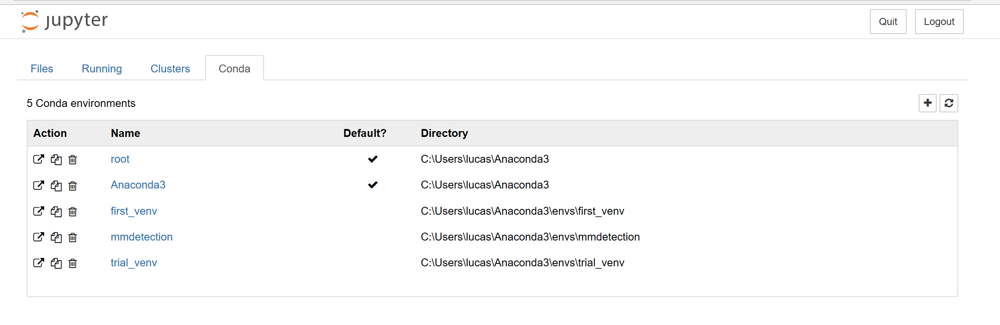 jupyter
Quit Logout
Files Running Clusters Conda
5 Conda environments
Action Name Default? Directory
root C:\Users\lucas\Anaconda3
Anaconda3 C:\Users\lucas\Anaconda3
first_venv C:\Users\lucas\Anaconda3\envs\first_venv
mmdetection C:\Users\lucas\Anaconda3\envs\mmdetection
trial_venv C:\Users\lucas\Anaconda3\envs\trial_venv